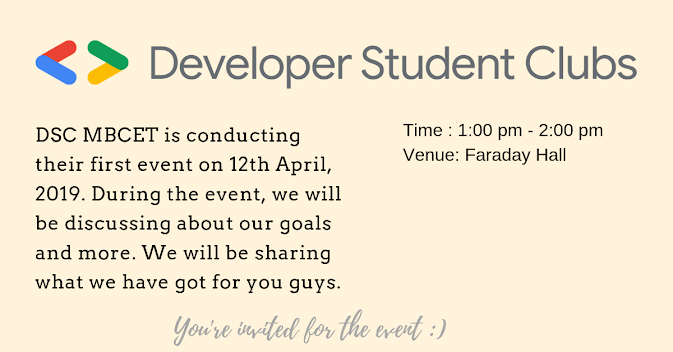 Developer Student Clubs
DSC MBCET is conducting
their first event on 12th April,
2019. During the event, we will
be discussing about our goals
and more. We will be sharing
what we have got for you guys.
Time : 1:00 pm - 2:00 pm
Venue: Faraday Hall
You're invited for the event :)